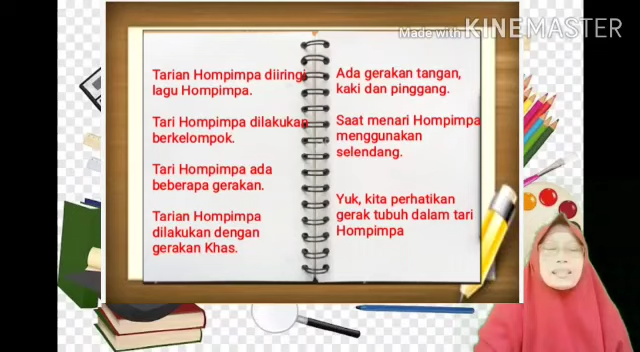 Made with KINEMASTER
Tarian Hompimpa diiringi
lagu Hompimpa.
Tari Hompimpa dilakukan
berkelompok.
Tari Hompimpa ada
beberapa gerakan.
Tarian Hompimpa
dilakukan dengan
gerakan Khas.
Ada gerakan tangan,
kaki dan pinggang.
Saat menari Hompimpa
menggunakan
selendang.
Yuk, kita perhatikan
gerak tubuh dalam tari
Hompimpa